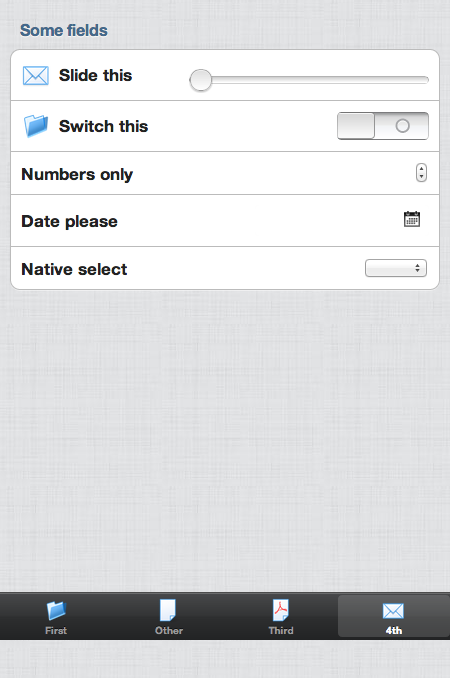 Some fields
Slide this
Switch this
Numbers only
Date please
Native select
First
Other
Third
4th